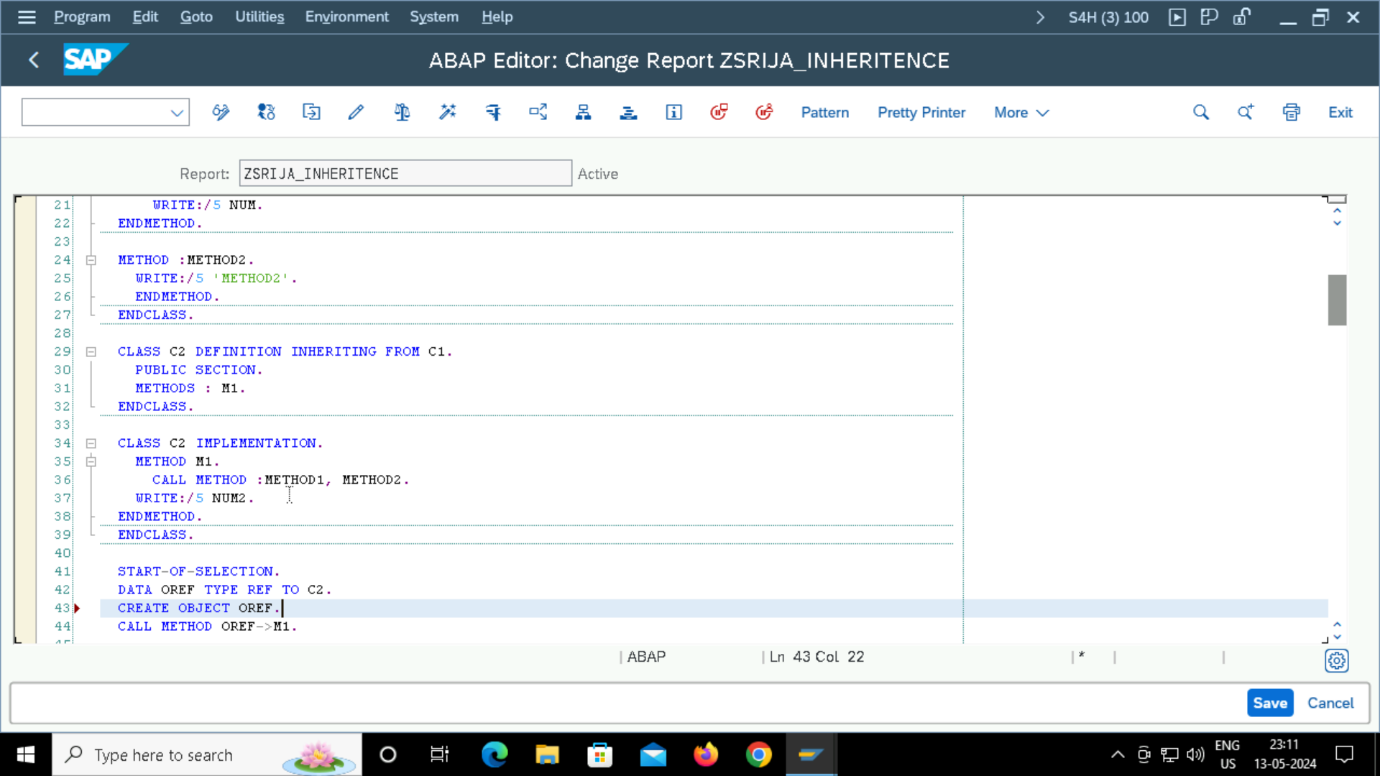 Program Edit Goto Utilities Environment System Help S4H (3) 100
SAP ABAP Editor: Change Report ZSRIJA_INHERITENCE
Pattern Pretty Printer More Exit
Report: ZSRIJA_INHERITENCE Active
21 WRITE:/5 NUM.
22 ENDMETHOD.
23
24 METHOD :METHOD2.
25 WRITE:/5 'METHOD2'.
26 ENDMETHOD.
27 ENDCLASS.
28
29 CLASS C2 DEFINITION INHERITING FROM C1.
30 PUBLIC SECTION.
31 METHODS : M1.
32 ENDCLASS.
33
34 CLASS C2 IMPLEMENTATION.
35 METHOD M1.
36 CALL METHOD :METHOD1, METHOD2.
37 WRITE:/5 NUM2.
38 ENDMETHOD.
39 ENDCLASS.
40
41 START-OF-SELECTION.
42 DATA OREF TYPE REF TO C2.
43 CREATE OBJECT OREF.
44 CALL METHOD OREF->M1.
ABAP Ln 43 Col 22 *
Save Cancel
Type here to search
ENG 23:11
US 13-05-2024